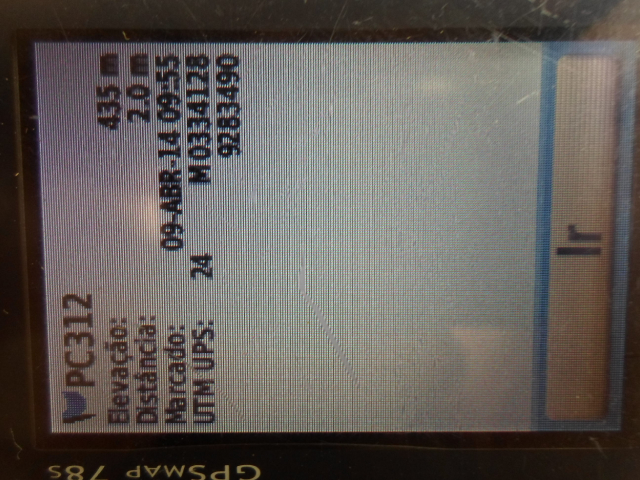 PC312
Elevação: 435 m
Distância: 2.0 m
Marcado: 09-ABR-14 09:55
UTM UPS: 24 M 0334128
9283490
Ir
GPSMAP 78S